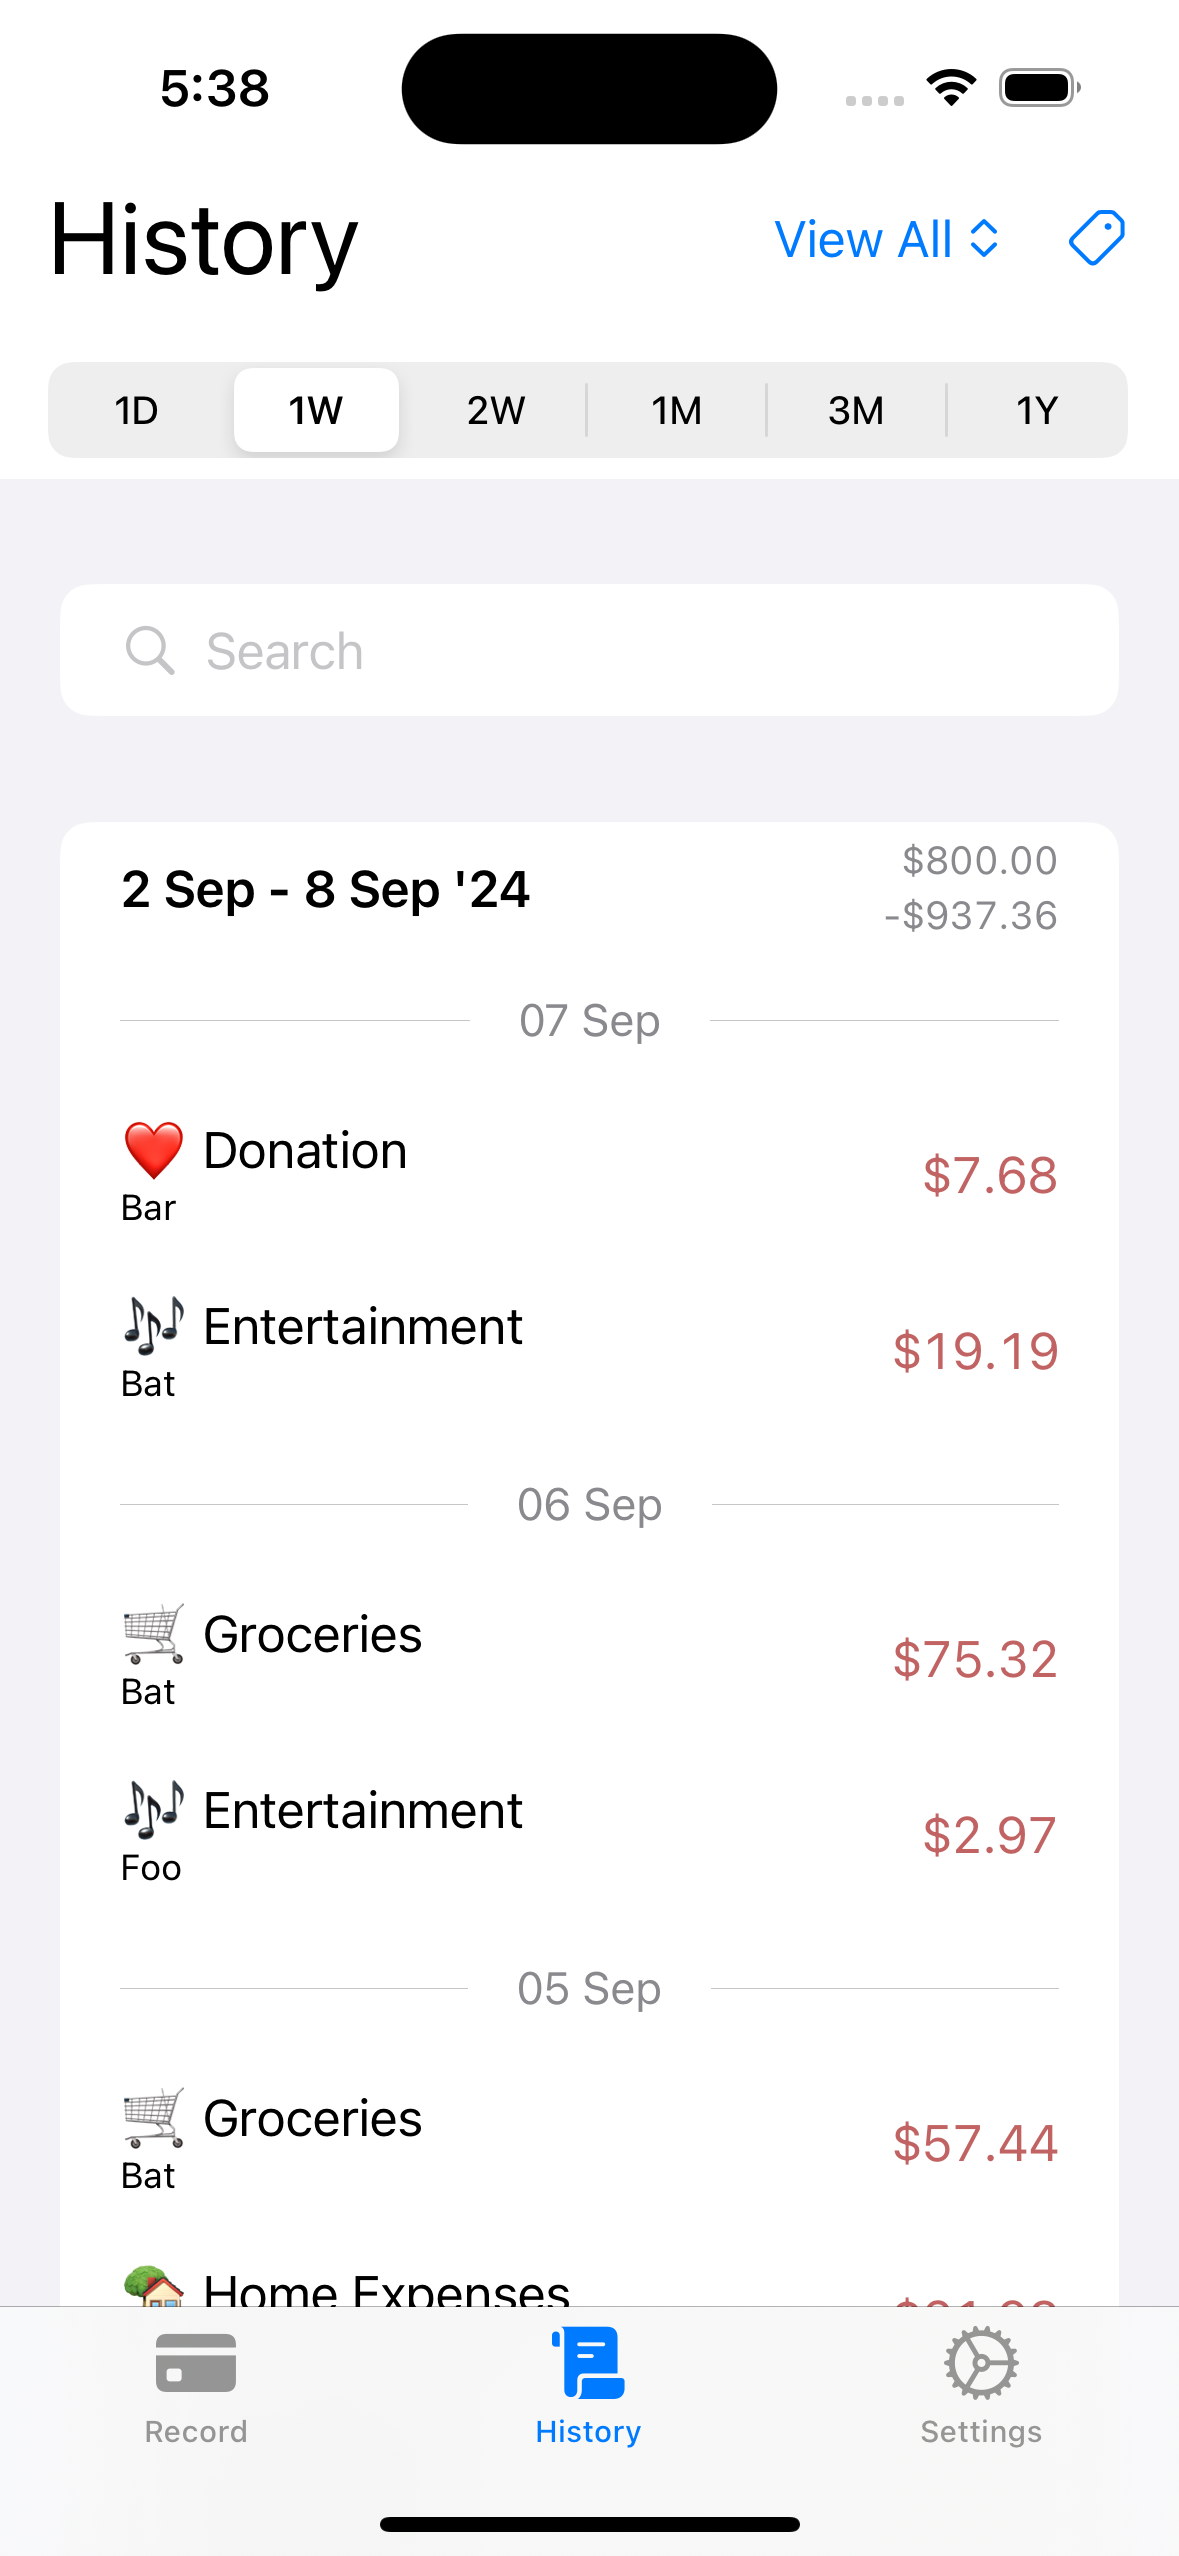 5:38
History
View All
1D 1W 2W 1M 3M 1Y
Search
2 Sep - 8 Sep '24
$800.00
-$937.36
07 Sep
Donation
Bar
$7.68
Entertainment
Bat
$19.19
06 Sep
Groceries
Bat
$75.32
Entertainment
Foo
$2.97
05 Sep
Groceries
Bat
$57.44
Home Expenses
Record
History
Settings